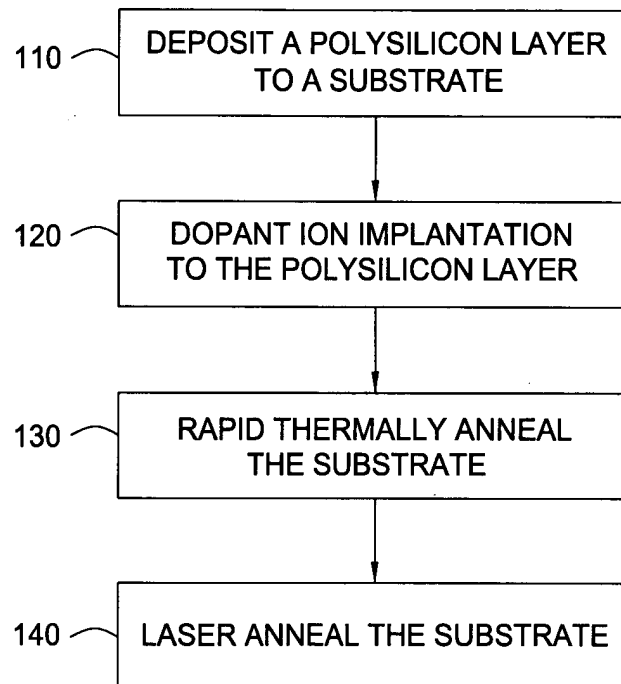 110
DEPOSIT A POLYSILICON LAYER
TO A SUBSTRATE
120
DOPANT ION IMPLANTATION
TO THE POLYSILICON LAYER
130
RAPID THERMALLY ANNEAL
THE SUBSTRATE
140
LASER ANNEAL THE SUBSTRATE